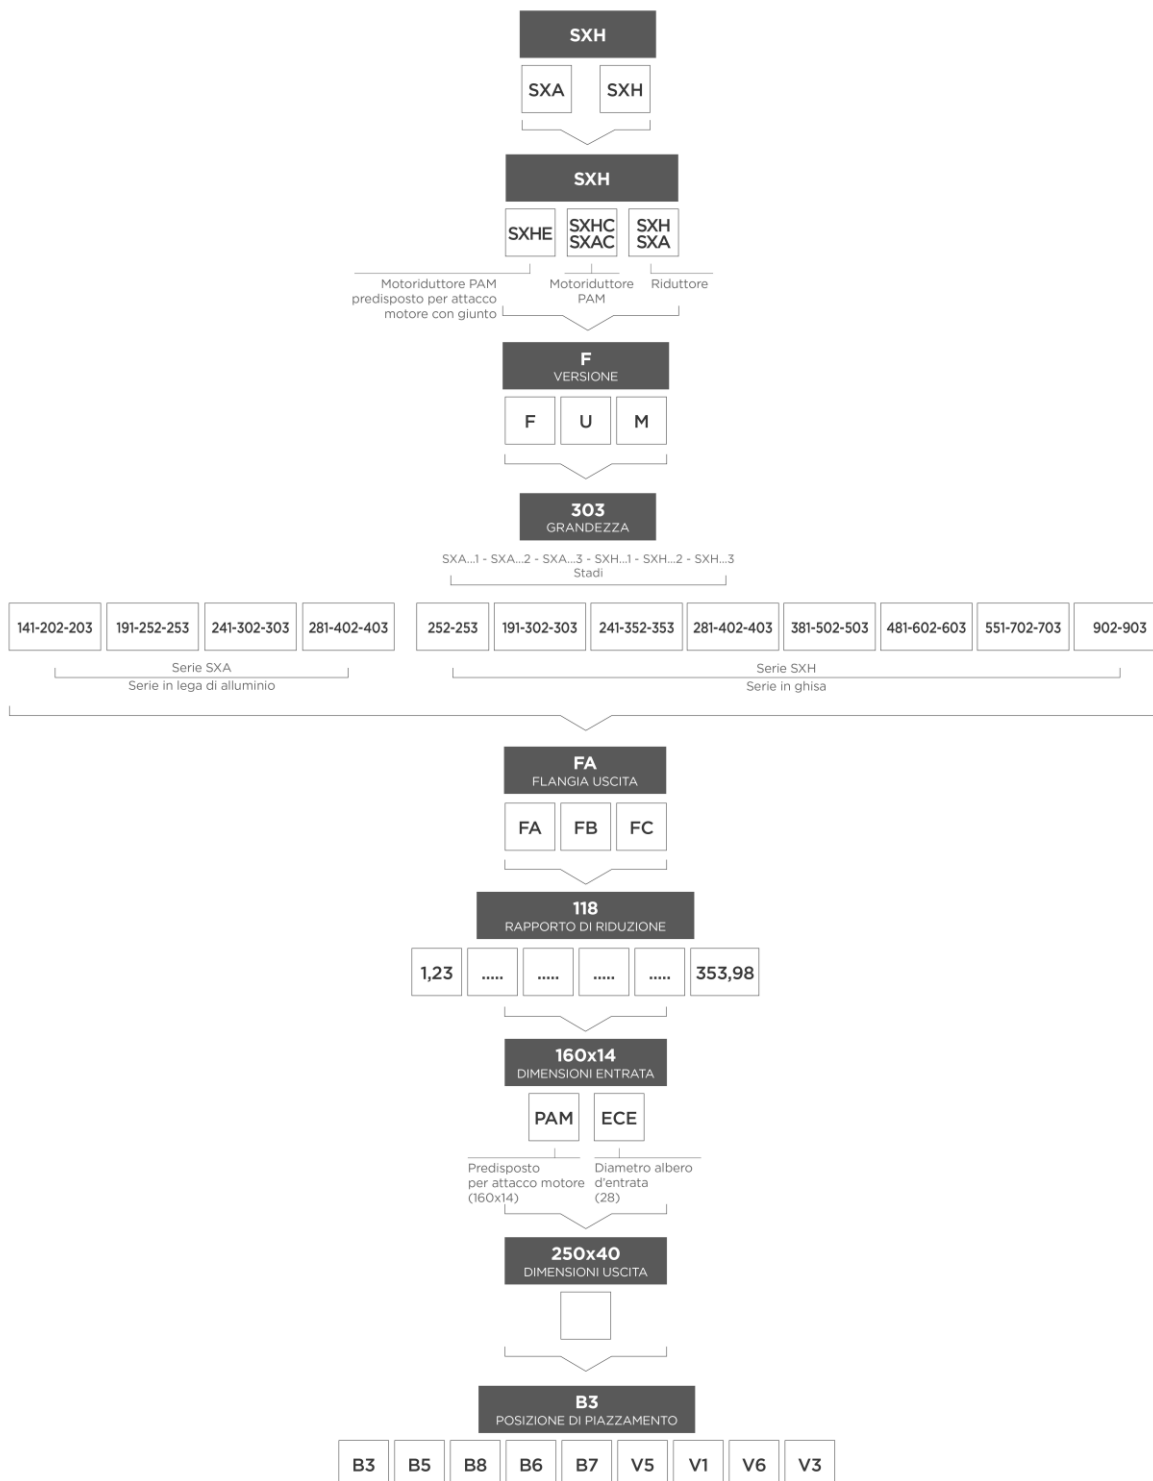 SXH
SXA SXH
SXH
SXHE SXHC SXH
SXAC SXA
Motoriduttore PAM Motoriduttore Riduttore
predisposto per attacco PAM
motore con giunto
F
VERSIONE
F U M
303
GRANDEZZA
SXA...1 - SXA...2 - SXA...3 - SXH...1 - SXH...2 - SXH...3
Stadi
141-202-203 191-252-253 241-302-303 281-402-403 252-253 191-302-303 241-352-353 281-402-403 381-502-503 481-602-603 551-702-703 902-903
Serie SXA Serie SXH
Serie in lega di alluminio Serie in ghisa
FA
FLANGIA USCITA
FA FB FC
118
RAPPORTO DI RIDUZIONE
1,23 ..... ..... ..... ..... 353,98
160x14
DIMENSIONI ENTRATA
PAM ECE
Predisposto Diametro albero
per attacco motore d'entrata
(160x14) (28)
250x40
DIMENSIONI USCITA
B3
POSIZIONE DI PIAZZAMENTO
B3 B5 B8 B6 B7 V5 V1 V6 V3